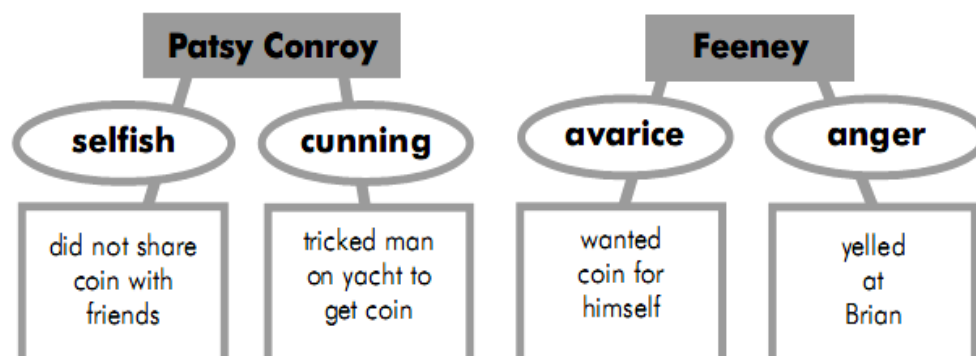 Patsy Conroy
selfish
cunning
did not share
coin with
friends
tricked man
on yacht to
get coin
Feeney
avarice
anger
wanted
coin for
himself
yelled
at
Brian